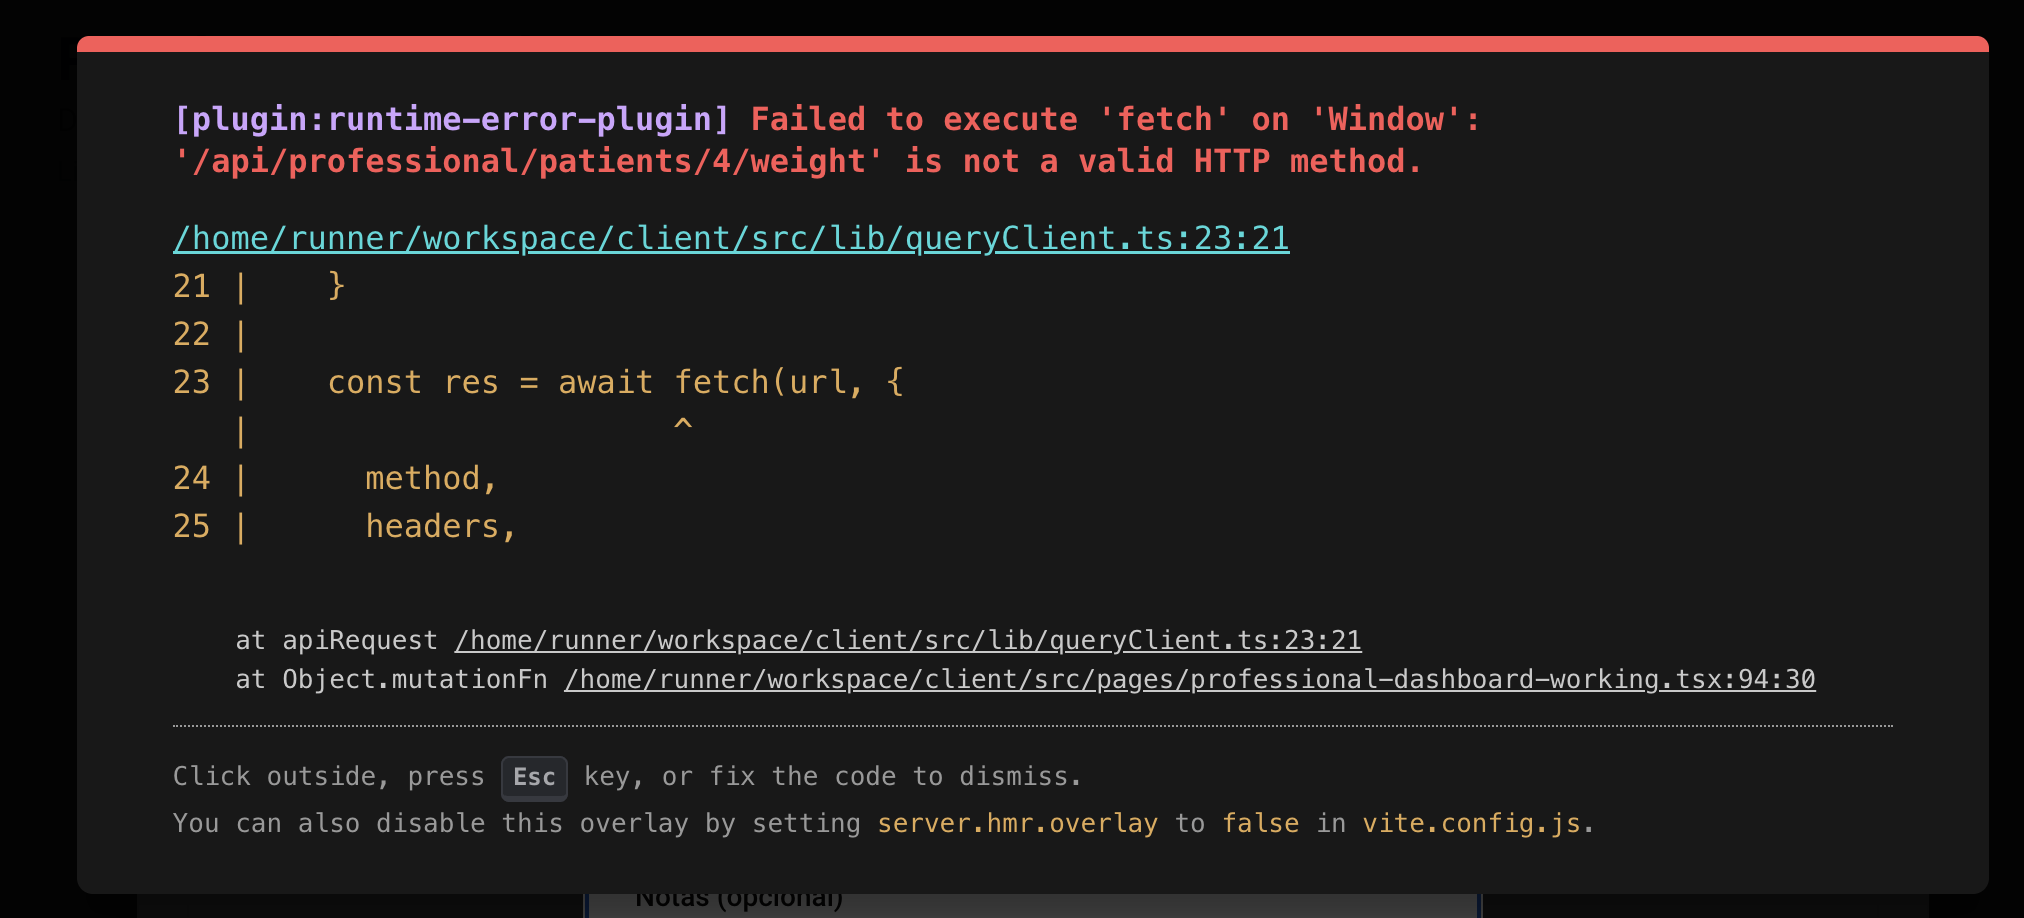 [plugin:runtime-error-plugin] Failed to execute 'fetch' on 'Window':
'/api/professional/patients/4/weight' is not a valid HTTP method.
/home/runner/workspace/client/src/lib/queryClient.ts:23:21
21 |    }
22 |
23 |    const res = await fetch(url, {
   |                      ^
24 |      method,
25 |      headers,
at apiRequest /home/runner/workspace/client/src/lib/queryClient.ts:23:21
at Object.mutationFn /home/runner/workspace/client/src/pages/professional-dashboard-working.tsx:94:30
Click outside, press Esc key, or fix the code to dismiss.
You can also disable this overlay by setting server.hmr.overlay to false in vite.config.js.
Notas (opcional)